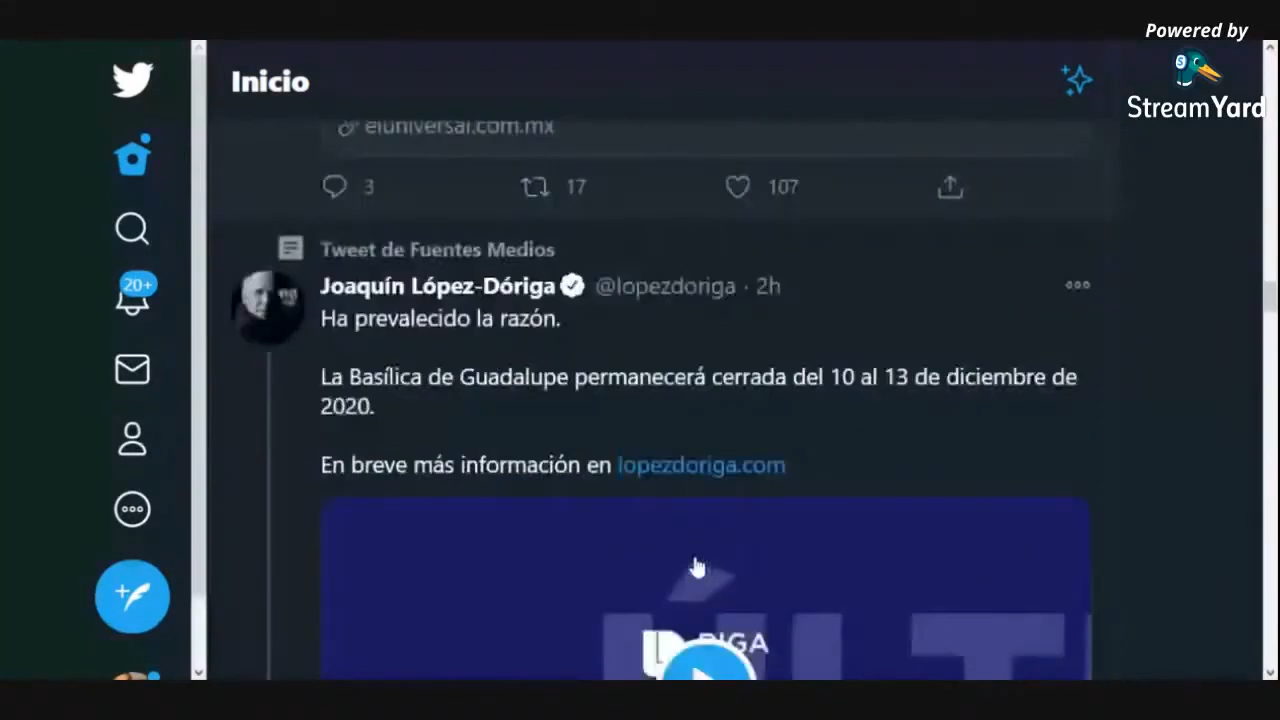 Powered by
StreamYard
Inicio
eluniversal.com.mx
3 17 107
Tweet de Fuentes Medios
20+
Joaquín López-Dóriga @lopezdoriga · 2h
Ha prevalecido la razón.
La Basílica de Guadalupe permanecerá cerrada del 10 al 13 de diciembre de
2020.
En breve más información en lopezdoriga.com